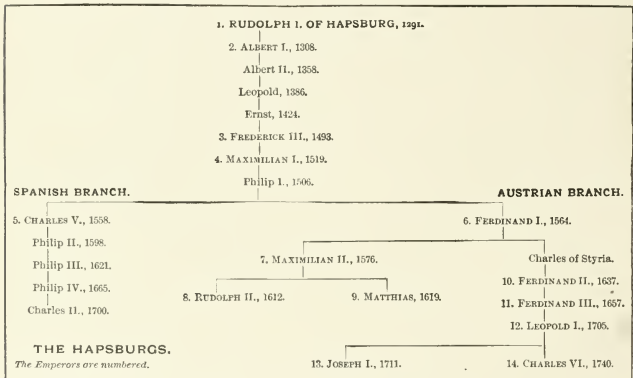 1. RUDOLPH I. OF HAPSBURG, 1291.
2. ALBERT I., 1308.
Albert II., 1358.
Leopold, 1386.
Ernst, 1424.
3. FREDERICK III., 1493.
4. MAXIMILIAN I., 1519.
Philip I., 1506.
SPANISH BRANCH.
AUSTRIAN BRANCH.
5. CHARLES V., 1558.
6. FERDINAND I., 1564.
Philip II., 1598.
Philip III., 1621.
7. MAXIMILIAN II., 1576.
Charles of Styria.
Philip IV., 1665.
10. FERDINAND II., 1637.
Charles II., 1700.
8. RUDOLPH II., 1612.
9. MATTHIAS, 1619.
11. FERDINAND III., 1657.
12. LEOPOLD I., 1705.
THE HAPSBURGS.
The Emperors are numbered.
13. JOSEPH I., 1711.
14. CHARLES VI., 1740.